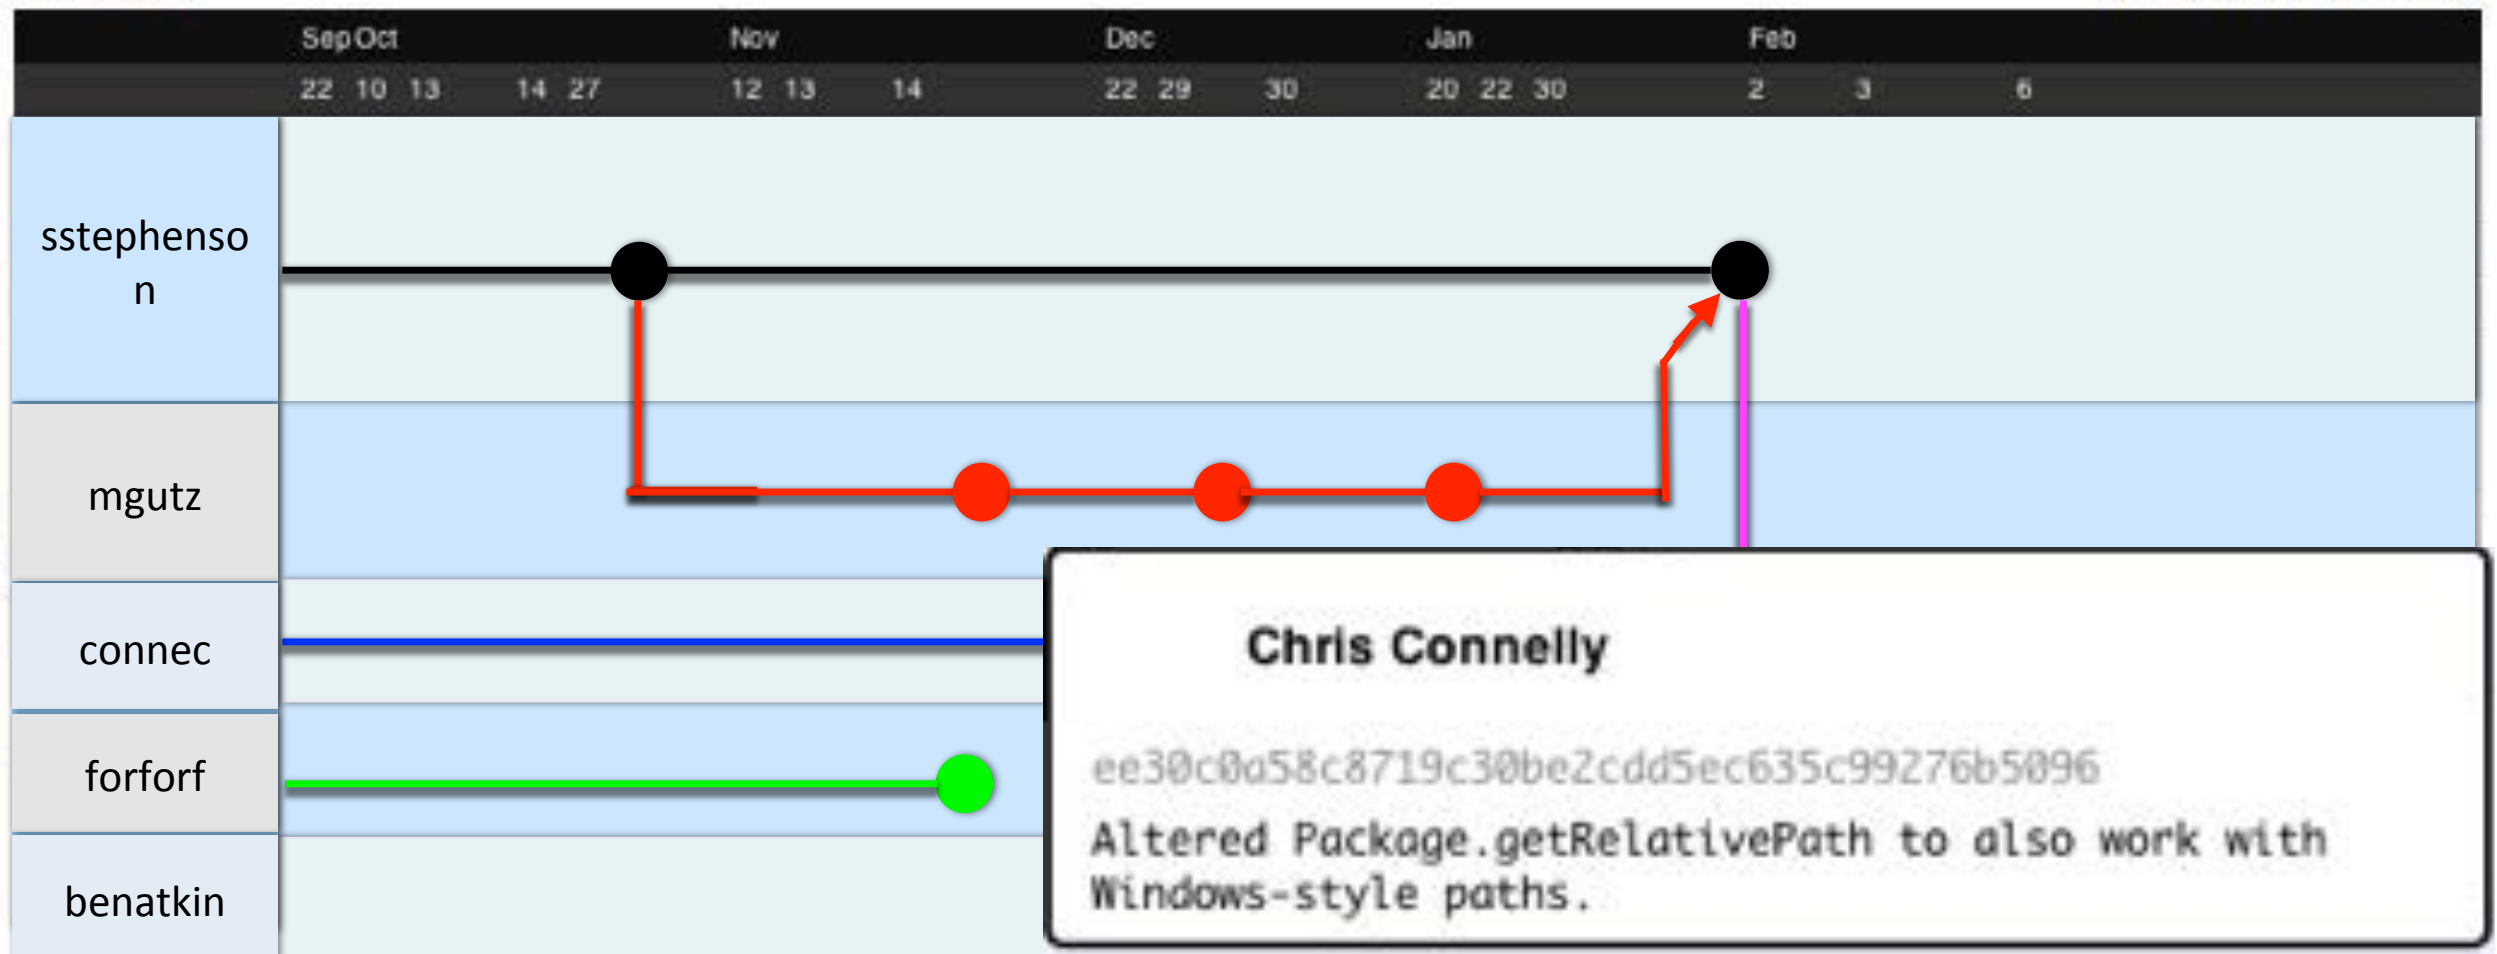 Sep Oct Nov Dec Jan Feb
22 10 13 14 27 12 13 14 22 29 30 20 22 30 2 3 6
sstephenso
n
mgutz
connec
forforf
benatkin
Chris Connelly
ee30c0a58c8719c30be2cdd5ec635c99276b5096
Altered Package.getRelativePath to also work with
Windows-style paths.